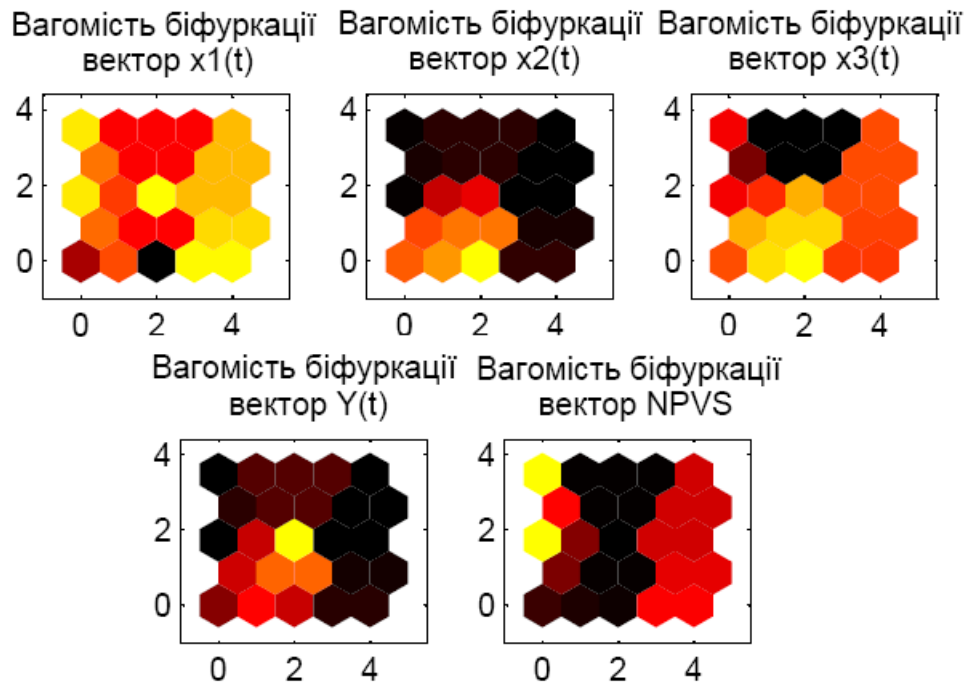 Вагомість біфуркації
вектор x1(t)
Вагомість біфуркації
вектор x2(t)
Вагомість біфуркації
вектор x3(t)
4
2
0
0 2 4
4
2
0
0 2 4
4
2
0
0 2 4
Вагомість біфуркації
вектор Y(t)
Вагомість біфуркації
вектор NPVS
4
2
0
0 2 4
4
2
0
0 2 4